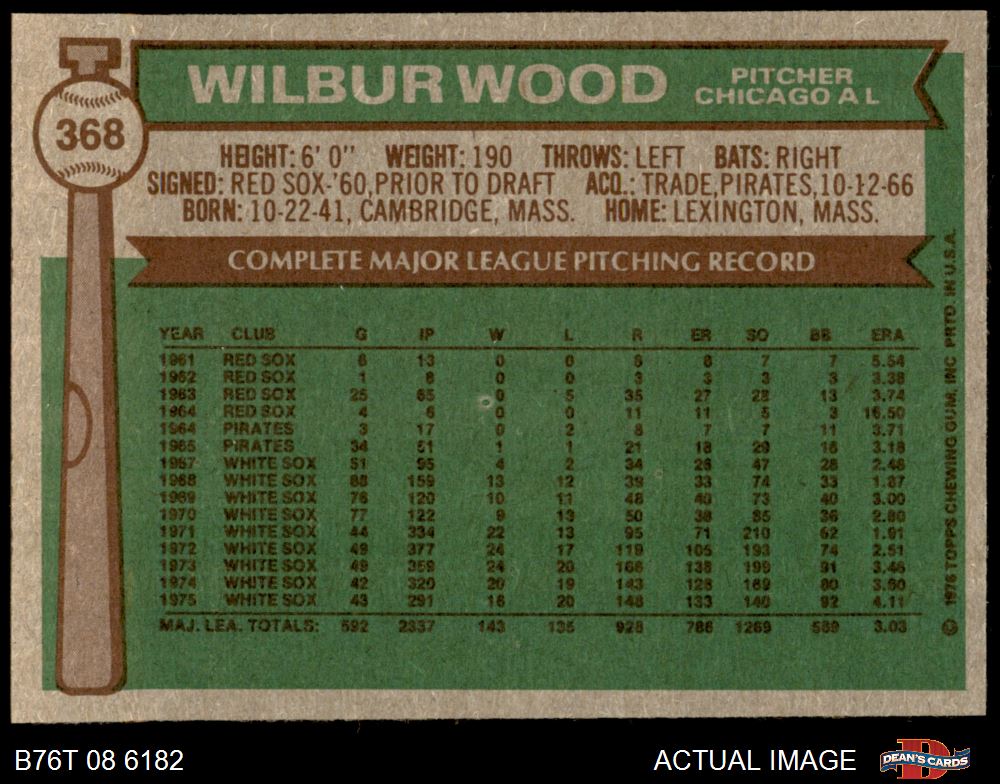 368
WILBUR WOOD
PITCHER
CHICAGO A L
HEIGHT: 6' 0" WEIGHT: 190 THROWS: LEFT BATS: RIGHT
SIGNED: RED SOX-'60,PRIOR TO DRAFT ACQ.: TRADE,PIRATES,10-12-66
BORN: 10-22-41, CAMBRIDGE, MASS. HOME: LEXINGTON, MASS.
COMPLETE MAJOR LEAGUE PITCHING RECORD
YEAR CLUB G IP W L R ER SO BB ERA
1961 RED SOX 6 13 0 0 8 8 7 7 5.54
1962 RED SOX 1 8 0 0 3 3 3 3 3.38
1963 RED SOX 25 65 0 5 35 27 28 13 3.74
1964 RED SOX 4 6 0 0 11 11 5 3 16.50
1964 PIRATES 3 17 0 2 8 7 7 11 3.71
1965 PIRATES 34 51 1 1 21 18 29 16 3.18
1967 WHITE SOX 51 95 4 2 34 26 47 28 2.46
1968 WHITE SOX 88 159 13 12 39 33 74 33 1.87
1969 WHITE SOX 76 120 10 11 48 40 73 40 3.00
1970 WHITE SOX 77 122 9 13 50 38 85 36 2.80
1971 WHITE SOX 44 334 22 13 95 71 210 62 1.91
1972 WHITE SOX 49 377 24 17 119 105 193 74 2.51
1973 WHITE SOX 49 359 24 20 166 138 199 91 3.46
1974 WHITE SOX 42 320 20 19 143 128 169 80 3.60
1975 WHITE SOX 43 291 16 20 148 133 140 92 4.11
MAJ. LEA. TOTALS: 592 2337 143 135 928 786 1269 589 3.03
© 1976 TOPPS CHEWING GUM, INC PRTD. IN U.S.A.
B76T 08 6182
ACTUAL IMAGE
DEAN'S CARDS